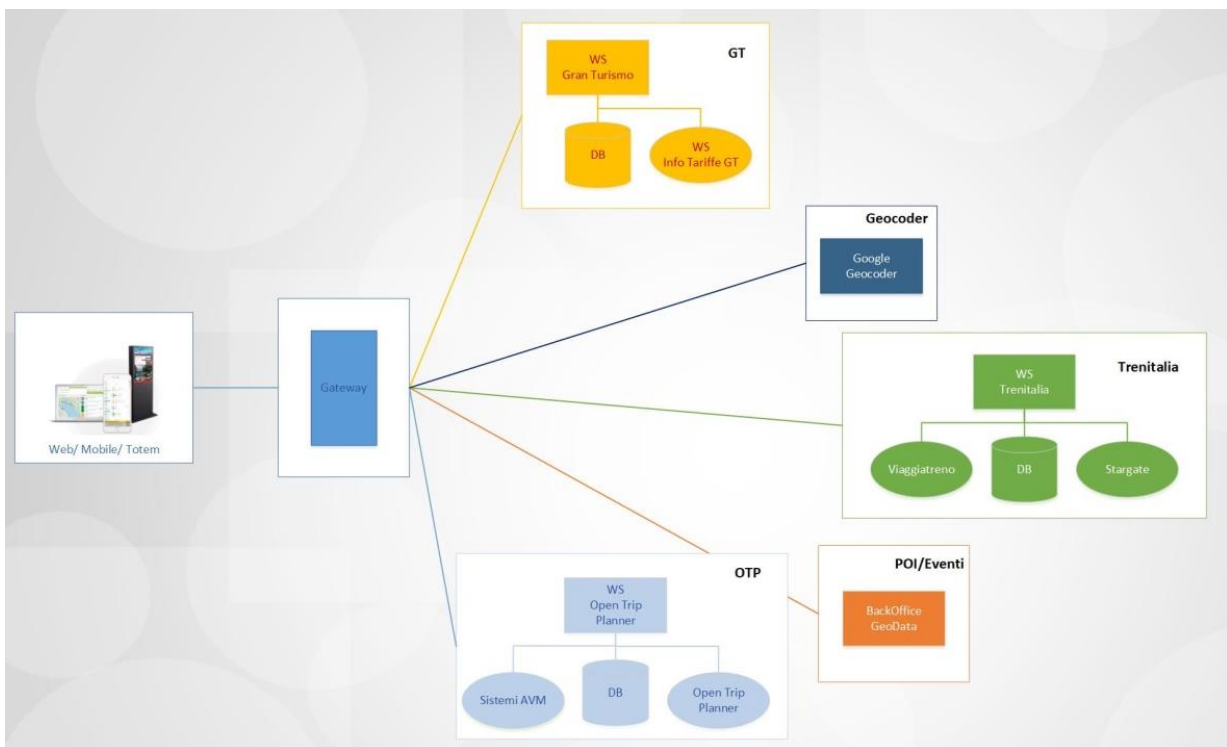 GT
WS
Gran Turismo
DB
WS
Info Tariffe GT
Geocoder
Google
Geocoder
Gateway
Web/ Mobile/ Totem
Trenitalia
WS
Trenitalia
Viaggiatreno
DB
Stargate
OTP
WS
Open Trip
Planner
Sistemi AVM
DB
Open Trip
Planner
POI/Eventi
BackOffice
GeoData